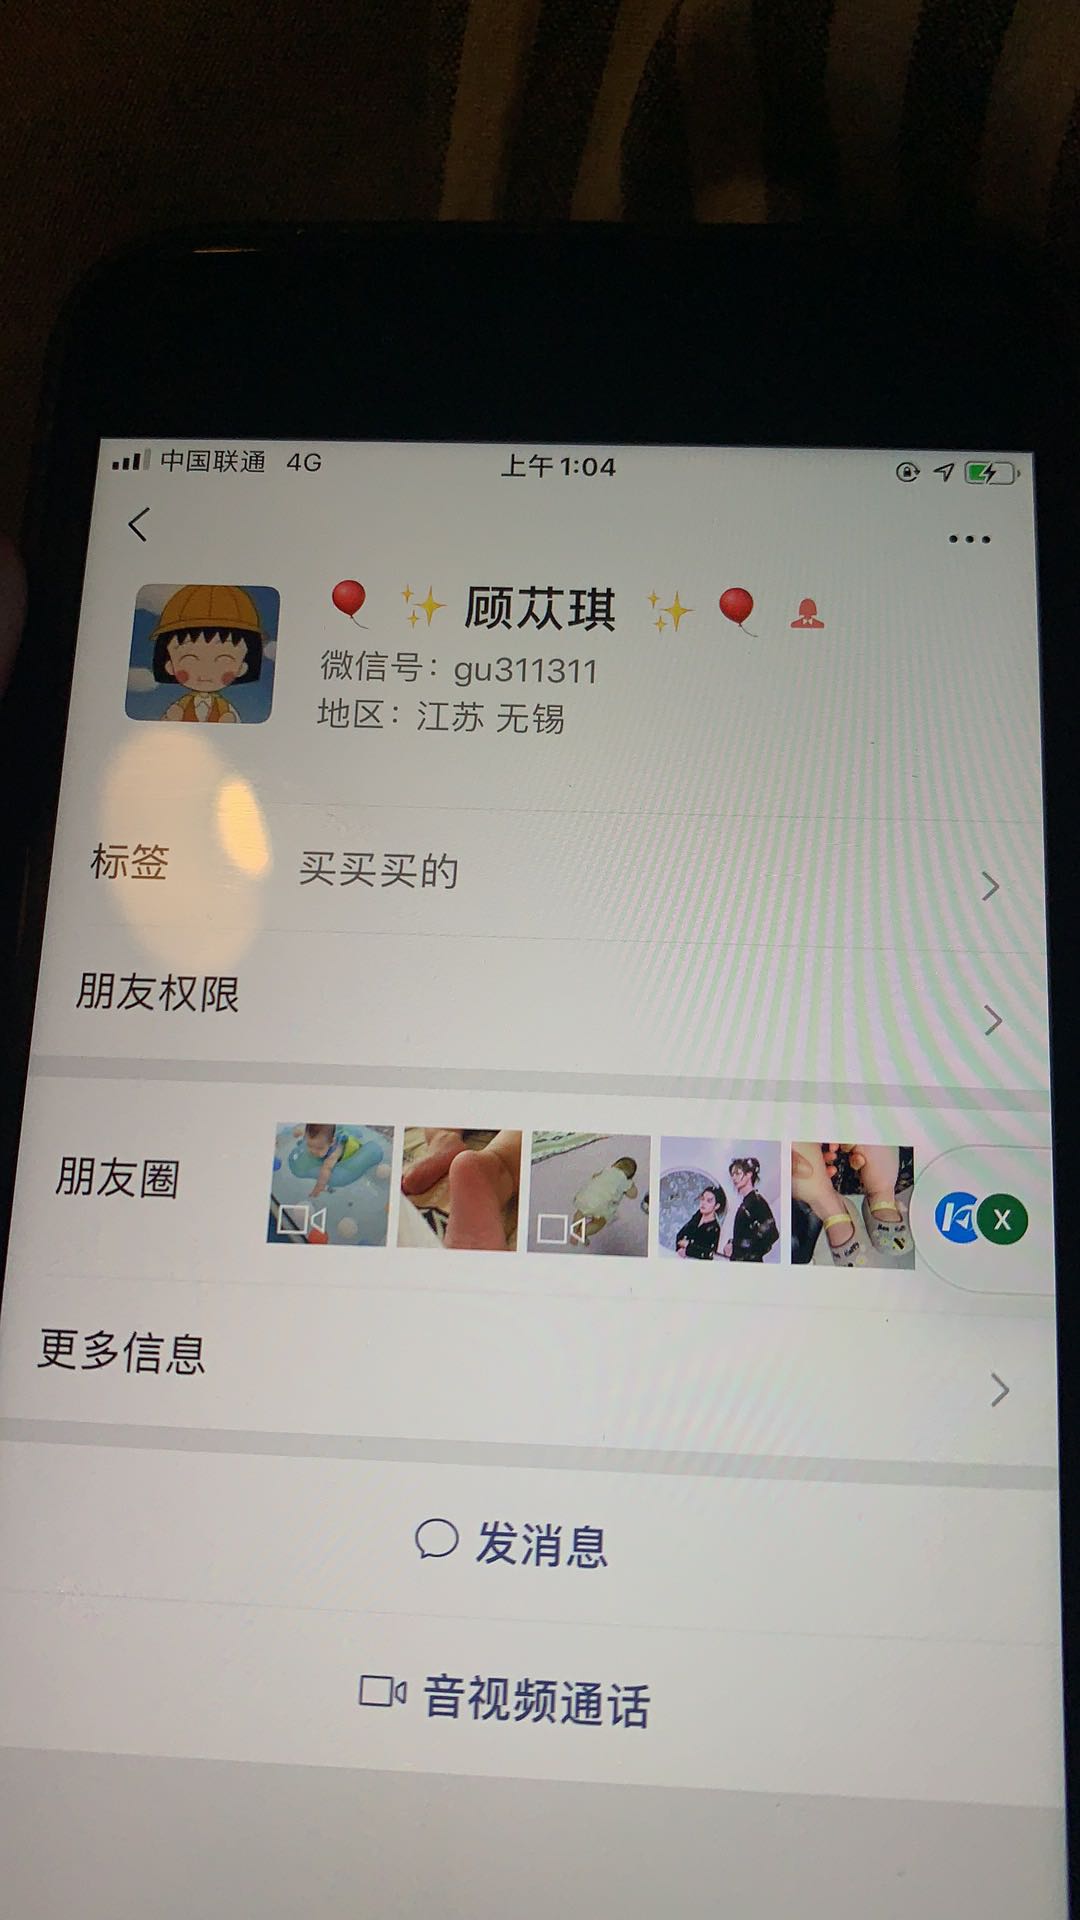 中国联通 4G 上午1:04
🎈 ✨ 顾苁琪 ✨ 🎈
微信号：gu311311
地区：江苏 无锡
标签 买买买的
朋友权限
朋友圈
X
更多信息
发消息
音视频通话